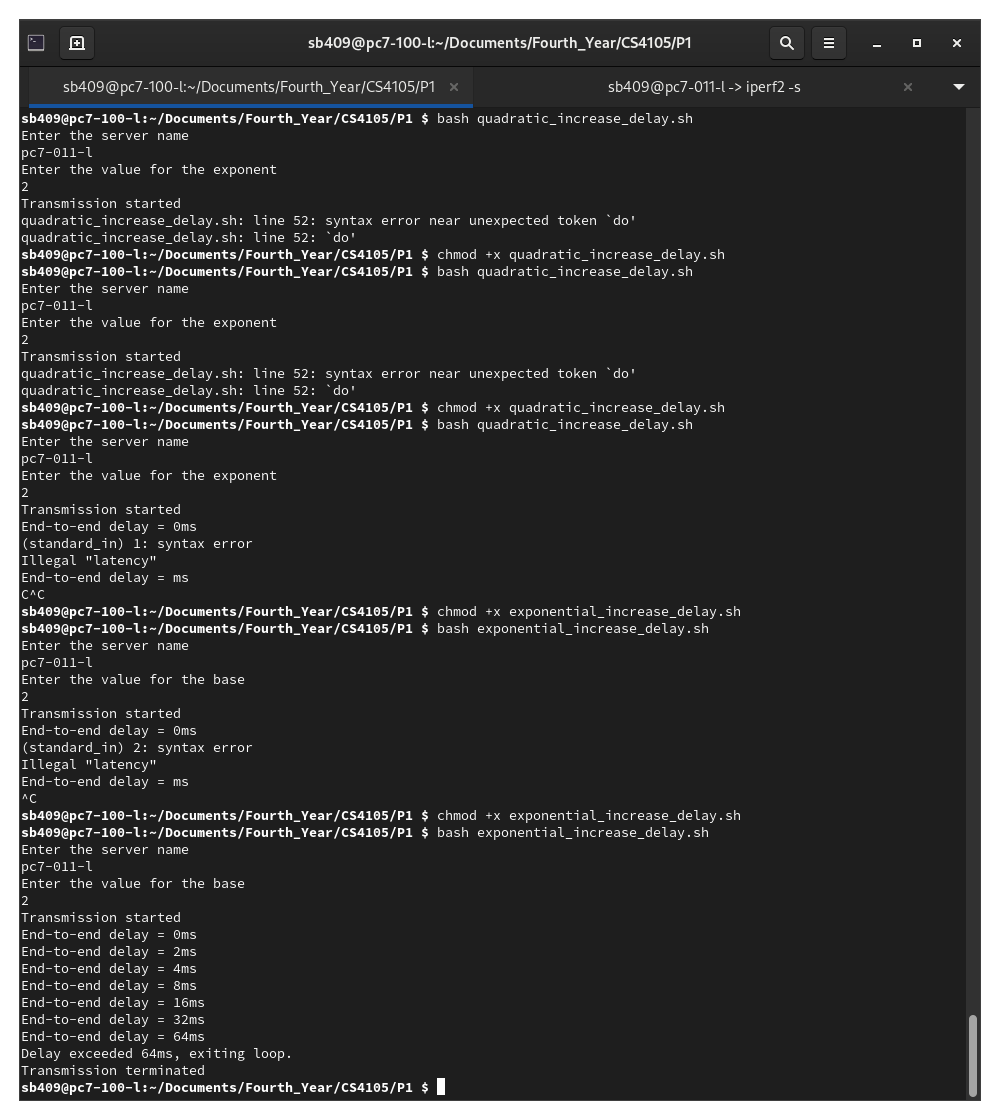 sb409@pc7-100-l:~/Documents/Fourth_Year/CS4105/P1
sb409@pc7-100-l:~/Documents/Fourth_Year/CS4105/P1
sb409@pc7-011-l -> iperf2 -s
sb409@pc7-100-l:~/Documents/Fourth_Year/CS4105/P1 $ bash quadratic_increase_delay.sh
Enter the server name
pc7-011-l
Enter the value for the exponent
2
Transmission started
quadratic_increase_delay.sh: line 52: syntax error near unexpected token `do'
quadratic_increase_delay.sh: line 52: `do'
sb409@pc7-100-l:~/Documents/Fourth_Year/CS4105/P1 $ chmod +x quadratic_increase_delay.sh
sb409@pc7-100-l:~/Documents/Fourth_Year/CS4105/P1 $ bash quadratic_increase_delay.sh
Enter the server name
pc7-011-l
Enter the value for the exponent
2
Transmission started
quadratic_increase_delay.sh: line 52: syntax error near unexpected token `do'
quadratic_increase_delay.sh: line 52: `do'
sb409@pc7-100-l:~/Documents/Fourth_Year/CS4105/P1 $ chmod +x quadratic_increase_delay.sh
sb409@pc7-100-l:~/Documents/Fourth_Year/CS4105/P1 $ bash quadratic_increase_delay.sh
Enter the server name
pc7-011-l
Enter the value for the exponent
2
Transmission started
End-to-end delay = 0ms
(standard_in) 1: syntax error
Illegal "latency"
End-to-end delay = ms
C^C
sb409@pc7-100-l:~/Documents/Fourth_Year/CS4105/P1 $ chmod +x exponential_increase_delay.sh
sb409@pc7-100-l:~/Documents/Fourth_Year/CS4105/P1 $ bash exponential_increase_delay.sh
Enter the server name
pc7-011-l
Enter the value for the base
2
Transmission started
End-to-end delay = 0ms
(standard_in) 2: syntax error
Illegal "latency"
End-to-end delay = ms
^C
sb409@pc7-100-l:~/Documents/Fourth_Year/CS4105/P1 $ chmod +x exponential_increase_delay.sh
sb409@pc7-100-l:~/Documents/Fourth_Year/CS4105/P1 $ bash exponential_increase_delay.sh
Enter the server name
pc7-011-l
Enter the value for the base
2
Transmission started
End-to-end delay = 0ms
End-to-end delay = 2ms
End-to-end delay = 4ms
End-to-end delay = 8ms
End-to-end delay = 16ms
End-to-end delay = 32ms
End-to-end delay = 64ms
Delay exceeded 64ms, exiting loop.
Transmission terminated
sb409@pc7-100-l:~/Documents/Fourth_Year/CS4105/P1 $